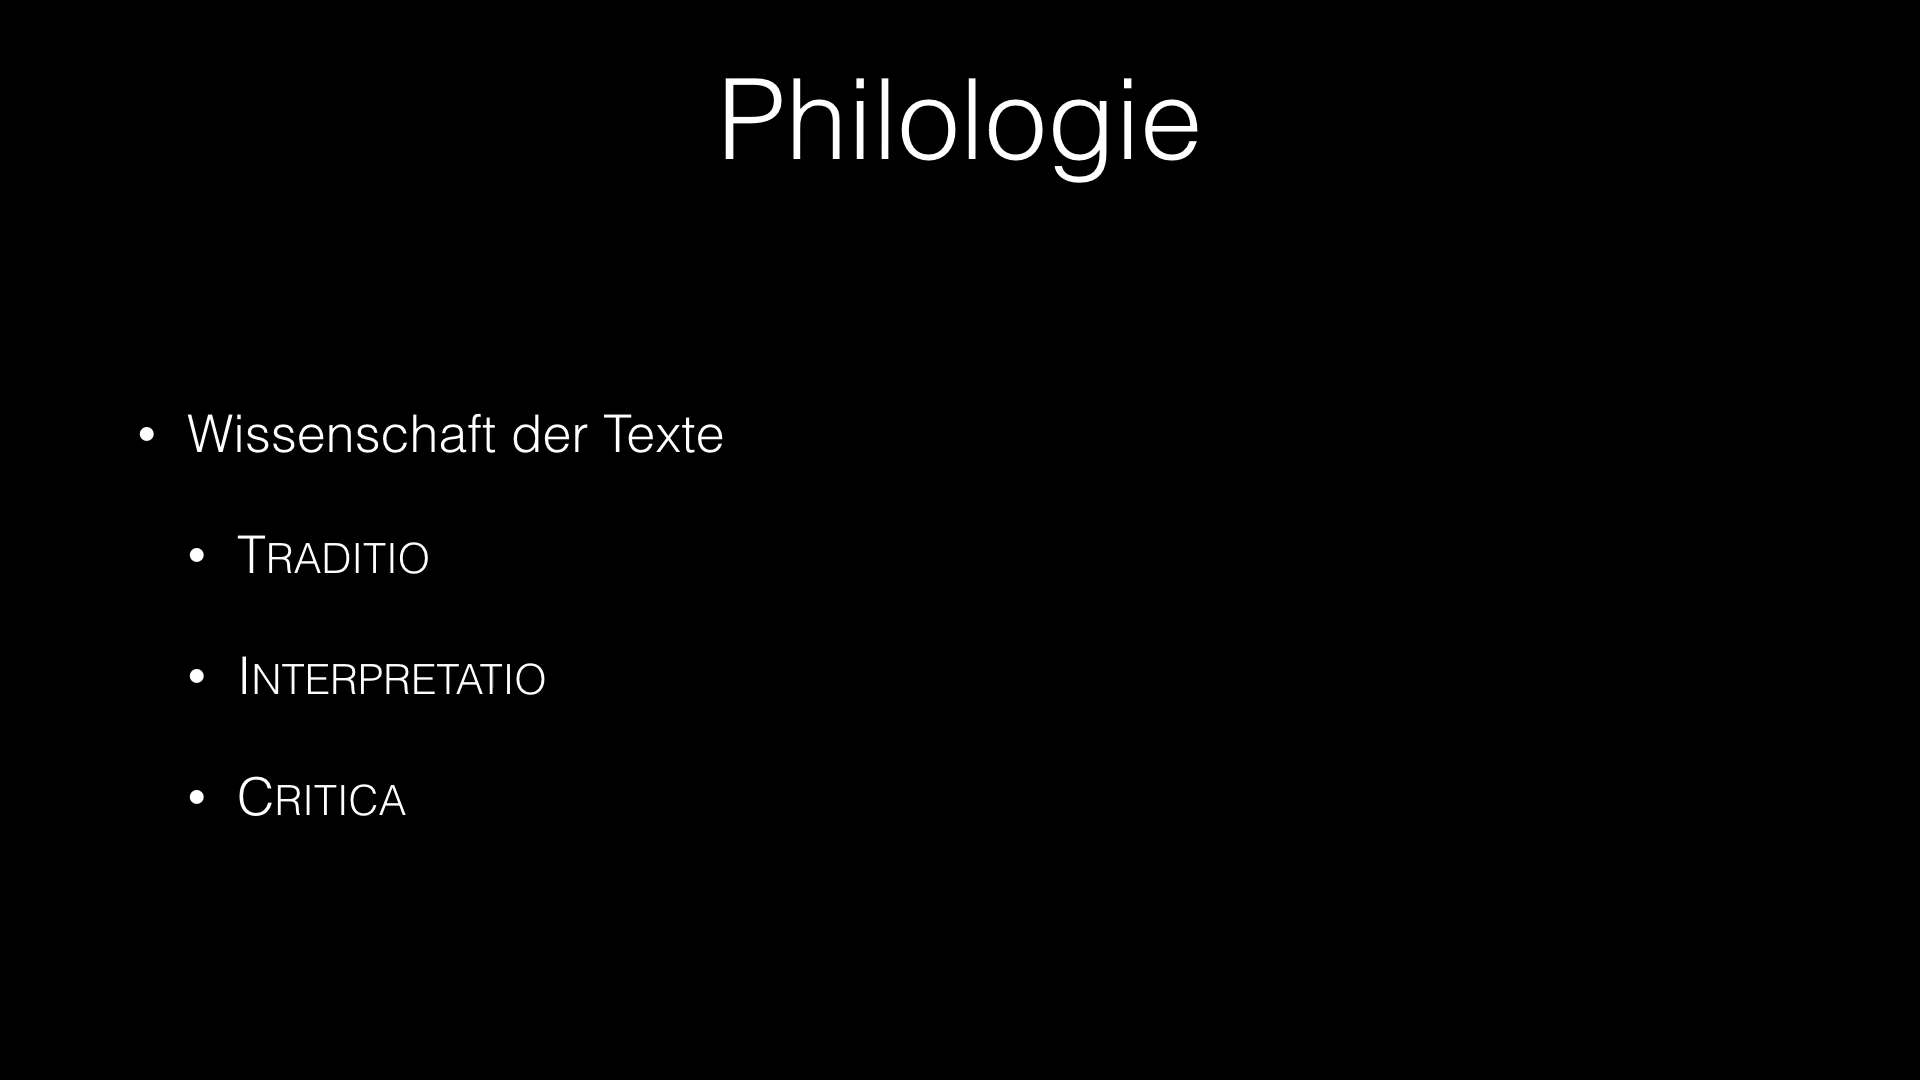 Philologie
• Wissenschaft der Texte
• TRADITIO
• INTERPRETATIO
• CRITICA